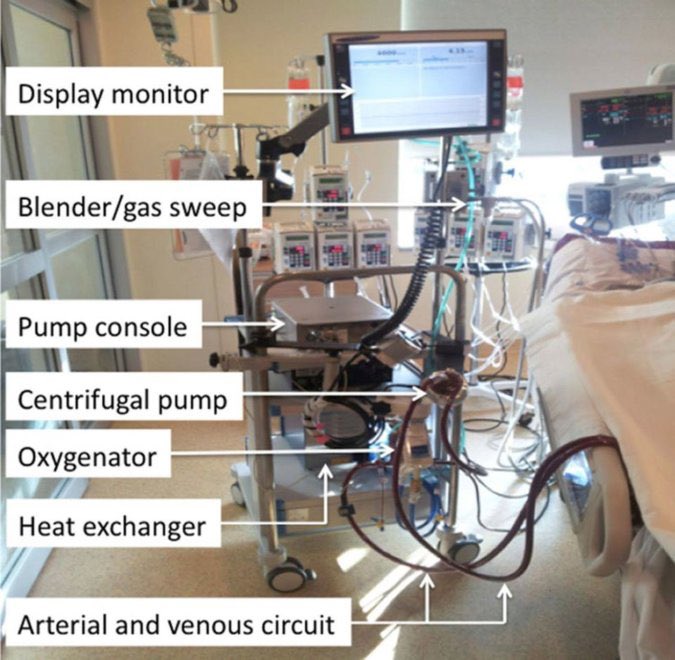 Display monitor
Blender/gas sweep
Pump console
Centrifugal pump
Oxygenator
Heat exchanger
Arterial and venous circuit